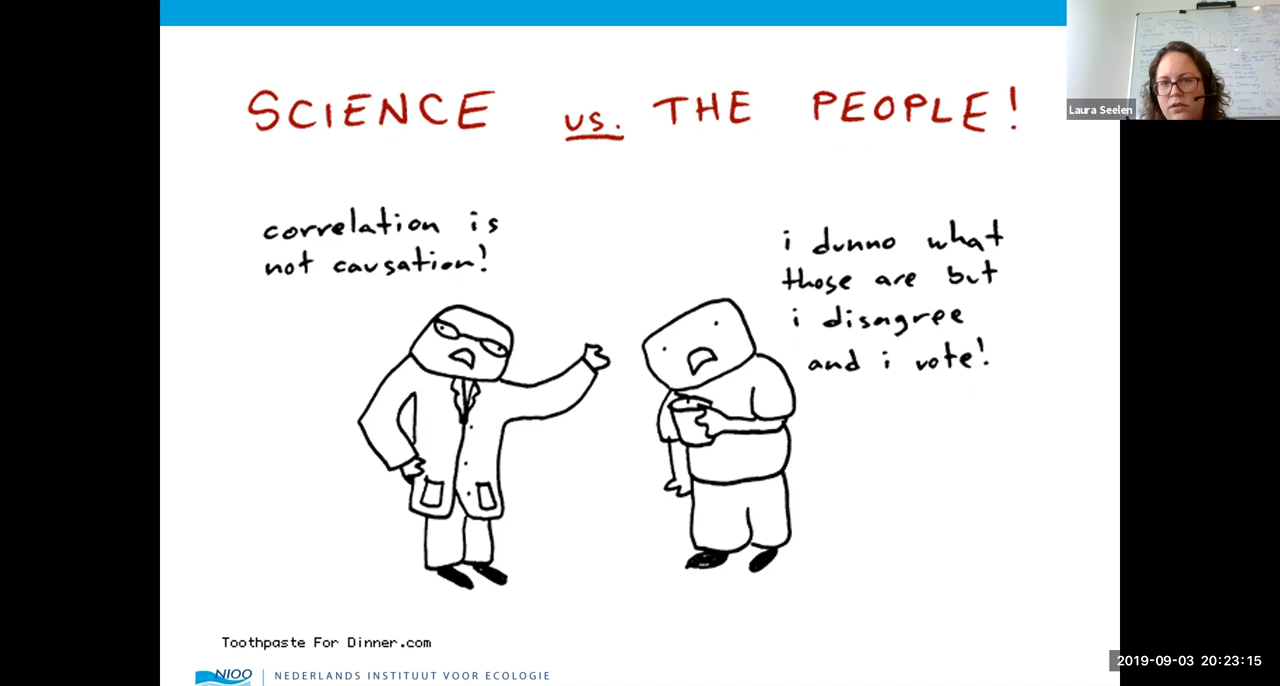 SCIENCE vs. THE PEOPLE!
Laura Seelen
correlation is
not causation!
i dunno what
those are but
i disagree
and i vote!
Toothpaste For Dinner.com
NIOO
NEDERLANDS INSTITUUT VOOR ECOLOGIE
2019-09-03 20:23:15